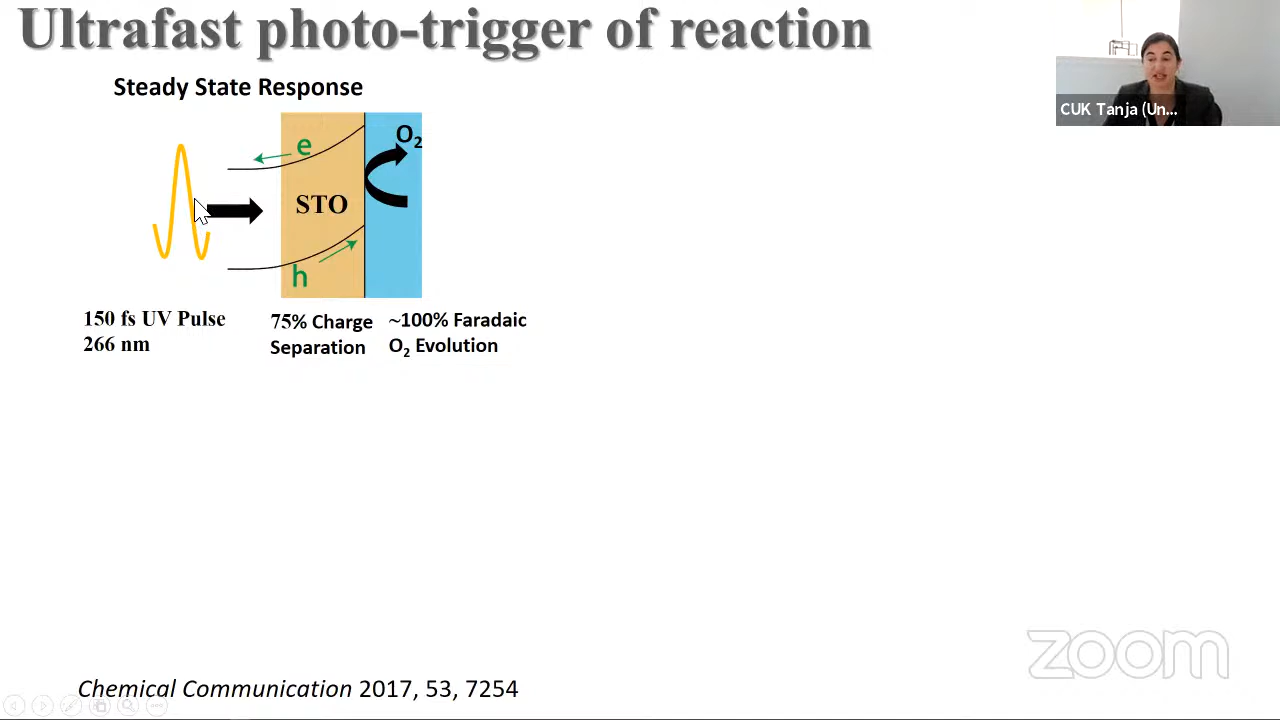 Ultrafast photo-trigger of reaction
CUK Tanja (Un...
Steady State Response
e
O₂
STO
h
150 fs UV Pulse
266 nm
75% Charge
Separation
~100% Faradaic
O₂ Evolution
zoom
Chemical Communication 2017, 53, 7254